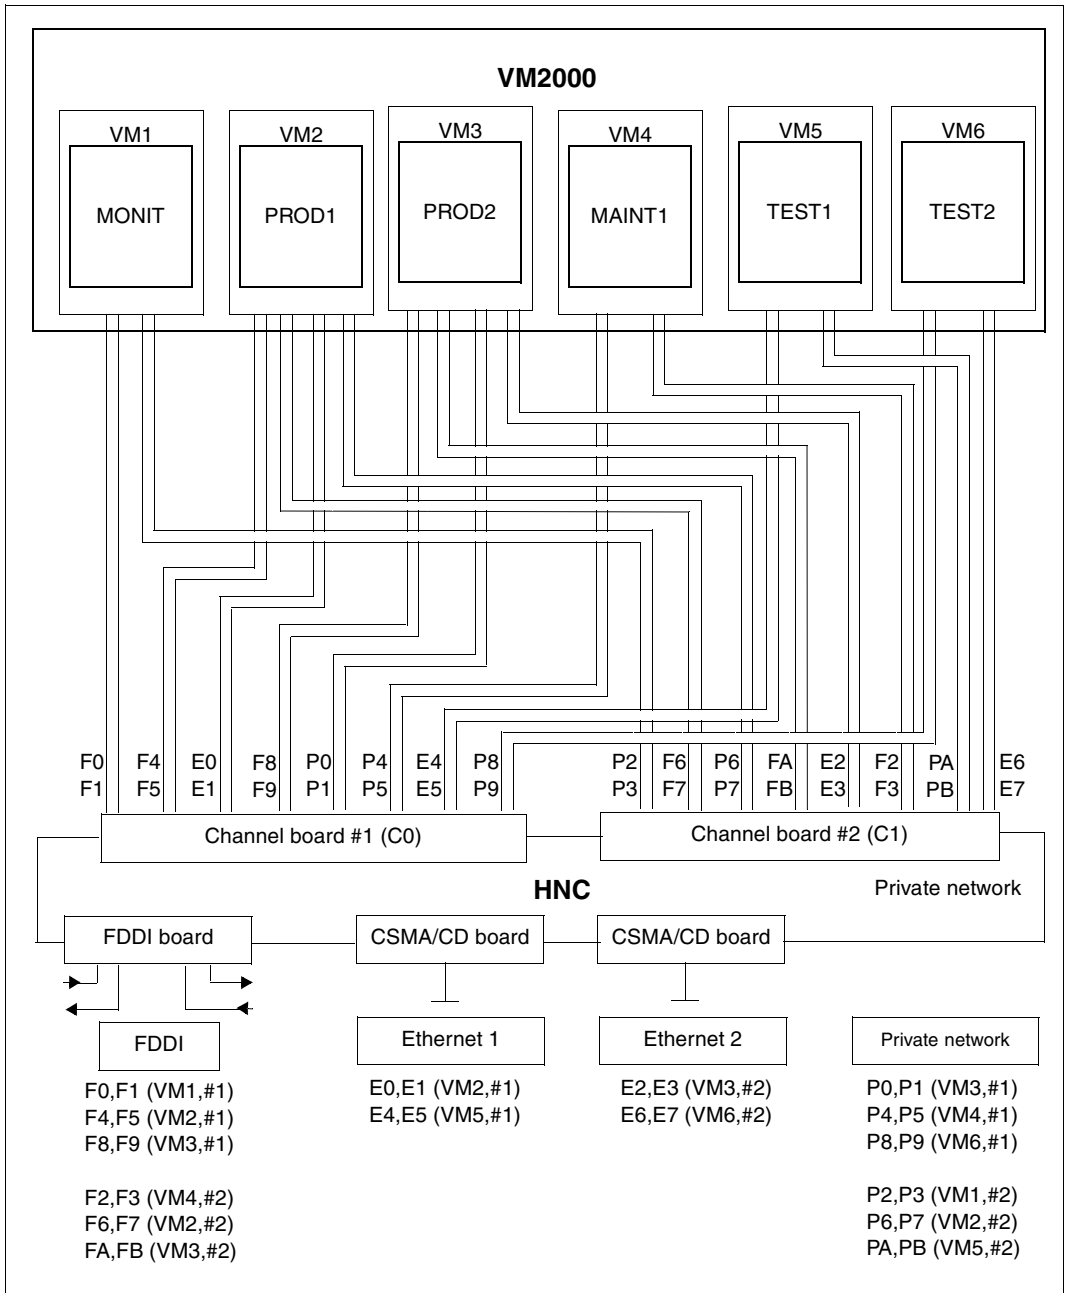 VM2000
VM1 VM2 VM3 VM4 VM5 VM6
MONIT PROD1 PROD2 MAINT1 TEST1 TEST2
F0 F4 E0 F8 P0 P4 E4 P8 P2 F6 P6 FA E2 F2 PA E6
F1 F5 E1 F9 P1 P5 E5 P9 P3 F7 P7 FB E3 F3 PB E7
Channel board #1 (C0) Channel board #2 (C1)
HNC Private network
FDDI board CSMA/CD board CSMA/CD board
FDDI Ethernet 1 Ethernet 2 Private network
F0,F1 (VM1,#1) E0,E1 (VM2,#1) E2,E3 (VM3,#2) P0,P1 (VM3,#1)
F4,F5 (VM2,#1) E4,E5 (VM5,#1) E6,E7 (VM6,#2) P4,P5 (VM4,#1)
F8,F9 (VM3,#1) P8,P9 (VM6,#1)
F2,F3 (VM4,#2) P2,P3 (VM1,#2)
F6,F7 (VM2,#2) P6,P7 (VM2,#2)
FA,FB (VM3,#2) PA,PB (VM5,#2)